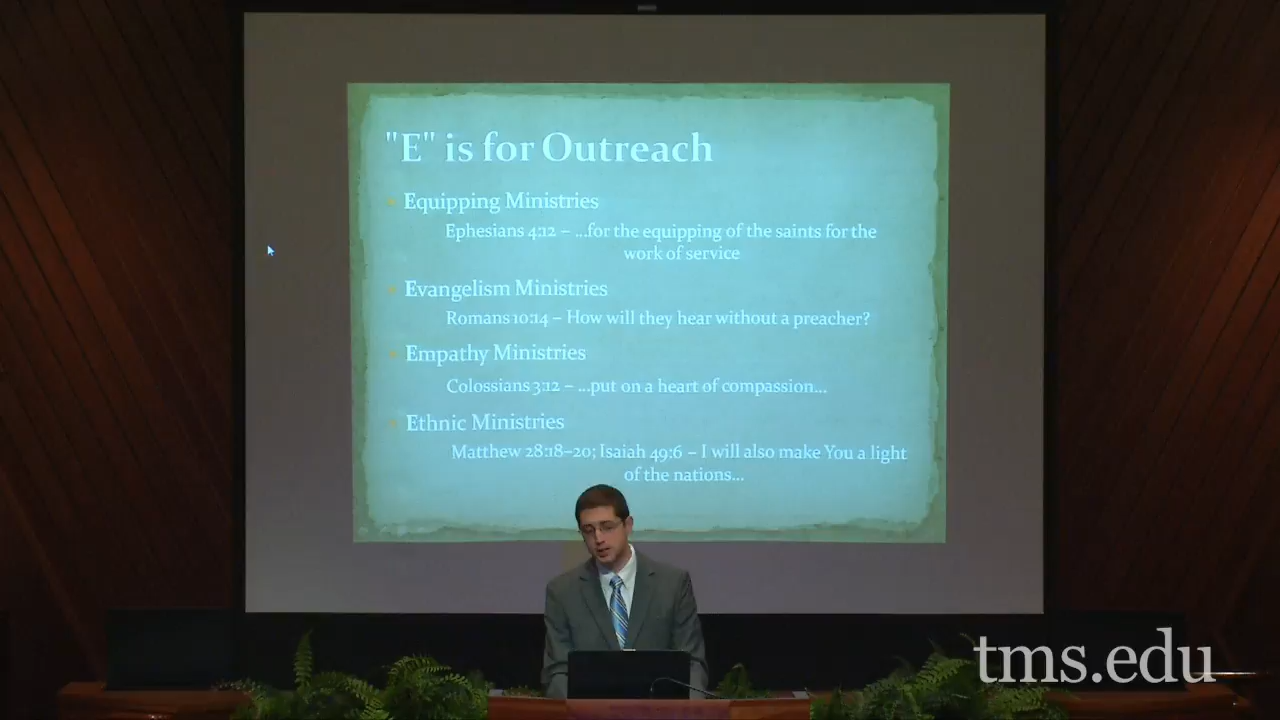 "E" is for Outreach
Equipping Ministries
Ephesians 4:12 – ...for the equipping of the saints for the
work of service
Evangelism Ministries
Romans 10:14 – How will they hear without a preacher?
Empathy Ministries
Colossians 3:12 – ...put on a heart of compassion...
Ethnic Ministries
Matthew 28:18–20; Isaiah 49:6 – I will also make You a light
of the nations...
tms.edu